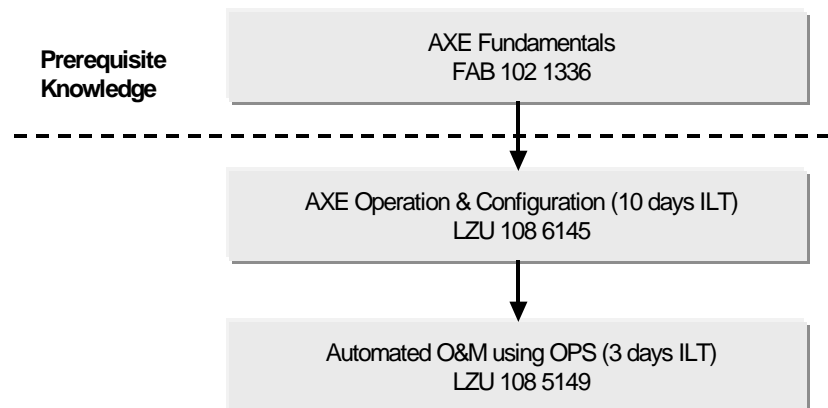 Prerequisite
Knowledge
AXE Fundamentals
FAB 102 1336
AXE Operation & Configuration (10 days ILT)
LZU 108 6145
Automated O&M using OPS (3 days ILT)
LZU 108 5149